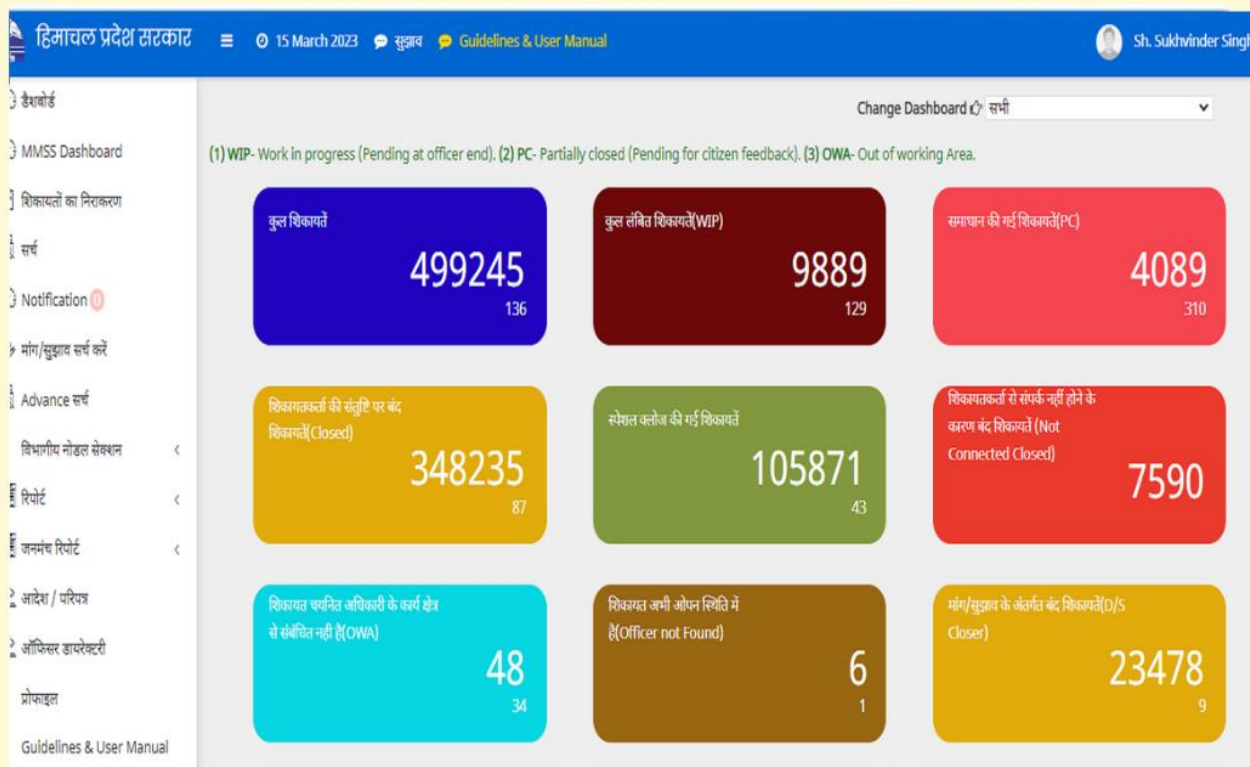 हिमाचल प्रदेश सरकार
15 March 2023
सुझाव
Guidelines & User Manual
Sh. Sukhvinder Singh
डैशबोर्ड
MMSS Dashboard
शिकायतों का निराकरण
सर्च
Notification 0
मांग/सुझाव सर्च करें
Advance सर्च
विभागीय नोडल सेक्शन
रिपोर्ट
जनमंच रिपोर्ट
आदेश / परिपत्र
ऑफिसर डायरेक्टरी
प्रोफाइल
Guidelines & User Manual
Change Dashboard सभी
(1) WIP- Work in progress (Pending at officer end). (2) PC- Partially closed (Pending for citizen feedback). (3) OWA- Out of working Area.
कुल शिकायतें
499245
136
कुल लंबित शिकायतें(WIP)
9889
129
समाधान की गई शिकायतें(PC)
4089
310
शिकायतकर्ता की संतुष्टि पर बंद
शिकायतें(Closed)
348235
87
स्पेशल क्लोज की गई शिकायतें
105871
43
शिकायतकर्ता से संपर्क नहीं होने के
कारण बंद शिकायतें (Not
Connected Closed)
7590
शिकायत चयनित अधिकारी के कार्य क्षेत्र
से संबंधित नही है(OWA)
48
34
शिकायत अभी ओपन स्थिति में
है(Officer not Found)
6
1
मांग/सुझाव के अंतर्गत बंद शिकायतें(D/S
Closer)
23478
9